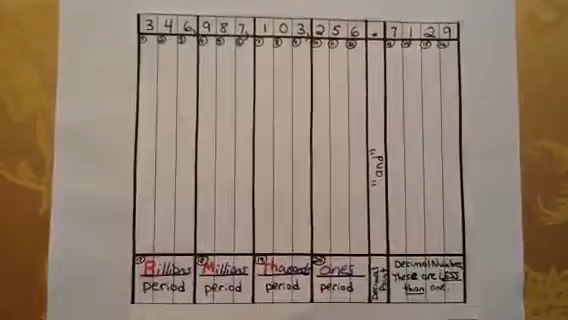 3 4 6, 9 8 7, 1 0 3, 2 5 6 . 7 1 2 9
"and"
Billions period
Millions period
Thousands period
Ones period
Decimal Point
Decimal Number
These are LESS
than one.